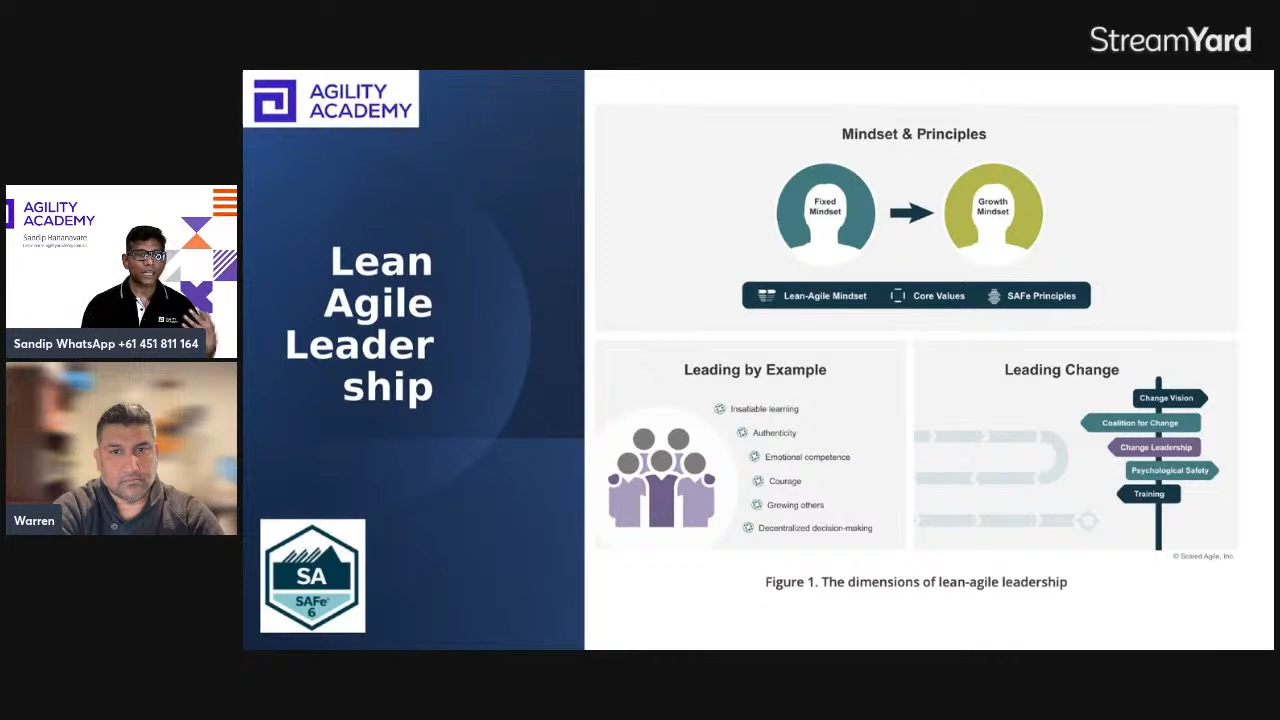 StreamYard
AGILITY
ACADEMY
Lean
Agile
Leader
ship
SA
SAFe®
6
Mindset & Principles
Fixed
Mindset
Growth
Mindset
Lean-Agile Mindset
Core Values
SAFe Principles
Leading by Example
Insatiable learning
Authenticity
Emotional competence
Courage
Growing others
Decentralized decision-making
Leading Change
Change Vision
Coalition for Change
Change Leadership
Psychological Safety
Training
© Scaled Agile, Inc.
Figure 1. The dimensions of lean-agile leadership
AGILITY
ACADEMY
Sandip Bananavare
Sandip WhatsApp +61 451 811 164
Warren